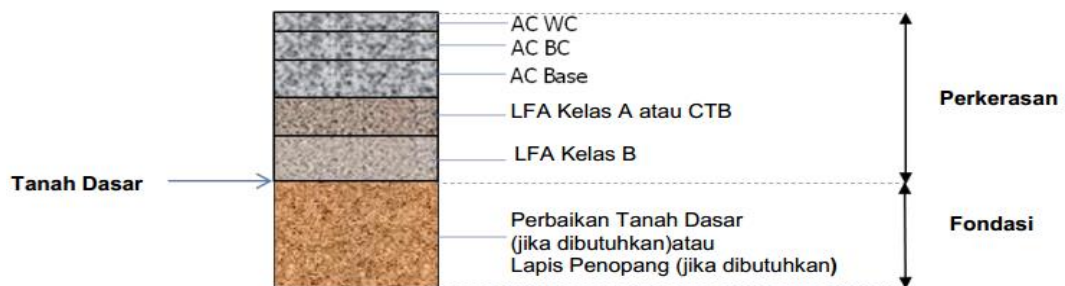 AC WC
AC BC
AC Base
Perkerasan
LFA Kelas A atau CTB
LFA Kelas B
Tanah Dasar
Perbaikan Tanah Dasar
(jika dibutuhkan)atau
Lapis Penopang (jika dibutuhkan)
Fondasi